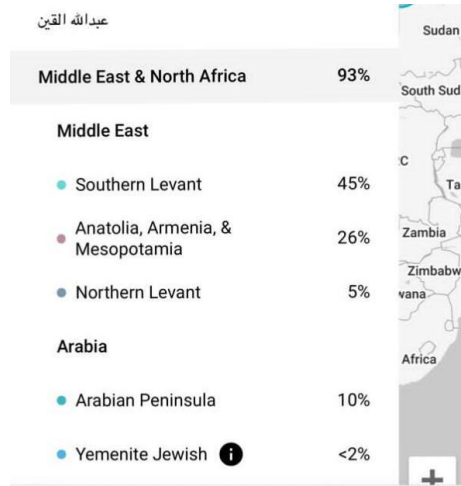 عبدالله القين
Middle East & North Africa 93%
Middle East
Southern Levant 45%
Anatolia, Armenia, &
Mesopotamia 26%
Northern Levant 5%
Arabia
Arabian Peninsula 10%
Yemenite Jewish i <2%
Sudan
South Sud
C
Ta
Zambia
Zimbabw
wana
Africa
+